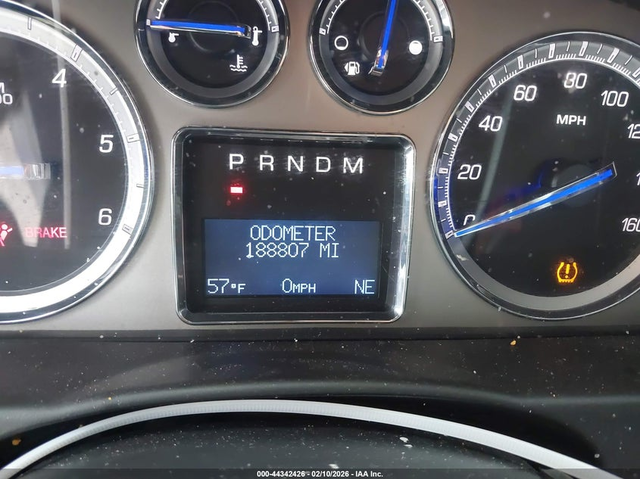 4
5
6
BRAKE
P R N D M
ODOMETER
188807 MI
57°F 0MPH NE
0
20
40
60
80
100
160
MPH
000-44342426 | 02/10/2026 | IAA Inc.